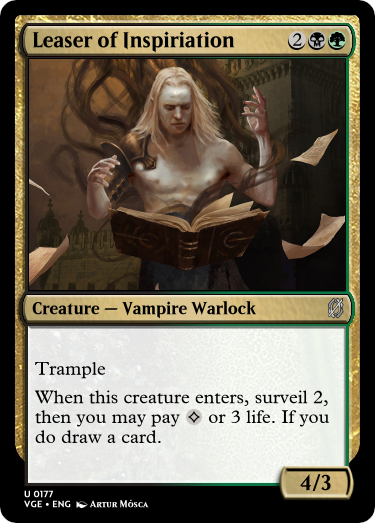 Leaser of Inspiriation 2
Creature — Vampire Warlock
Trample
When this creature enters, surveil 2,
then you may pay or 3 life. If you
do draw a card.
4/3
U 0177
VGE • ENG Artur Mósca